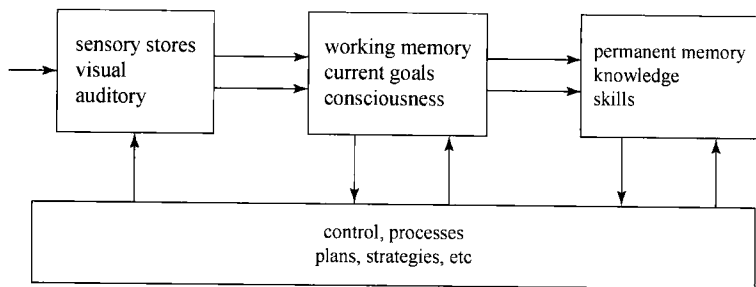 sensory stores
visual
auditory
working memory
current goals
consciousness
permanent memory
knowledge
skills
control, processes
plans, strategies, etc